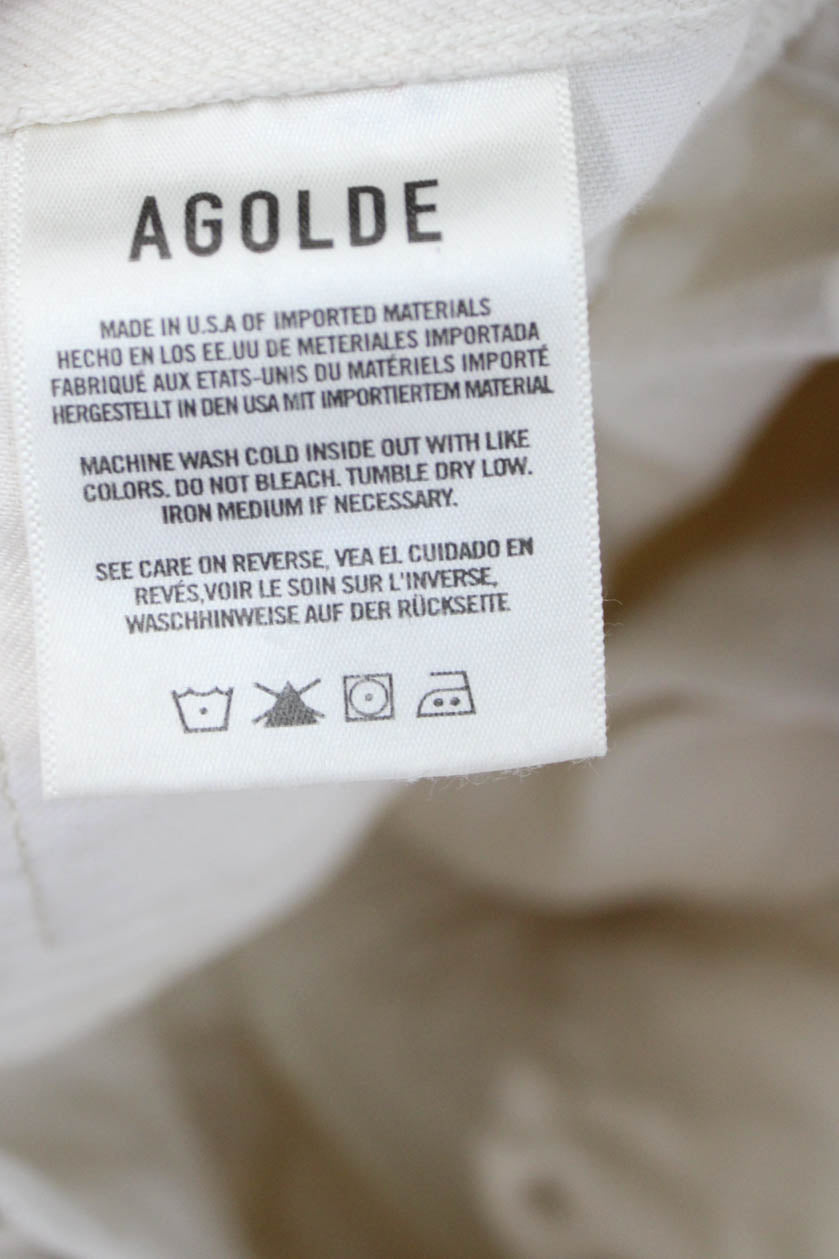 AGOLDE
MADE IN U.S.A OF IMPORTED MATERIALS
HECHO EN LOS EE.UU DE METERIALES IMPORTADA
FABRIQUÉ AUX ETATS-UNIS DU MATÉRIELS IMPORTÉ
HERGESTELLT IN DEN USA MIT IMPORTIERTEM MATERIAL
MACHINE WASH COLD INSIDE OUT WITH LIKE
COLORS. DO NOT BLEACH. TUMBLE DRY LOW.
IRON MEDIUM IF NECESSARY.
SEE CARE ON REVERSE, VEA EL CUIDADO EN
REVÉS,VOIR LE SOIN SUR L'INVERSE,
WASCHHINWEISE AUF DER RÜCKSEITE